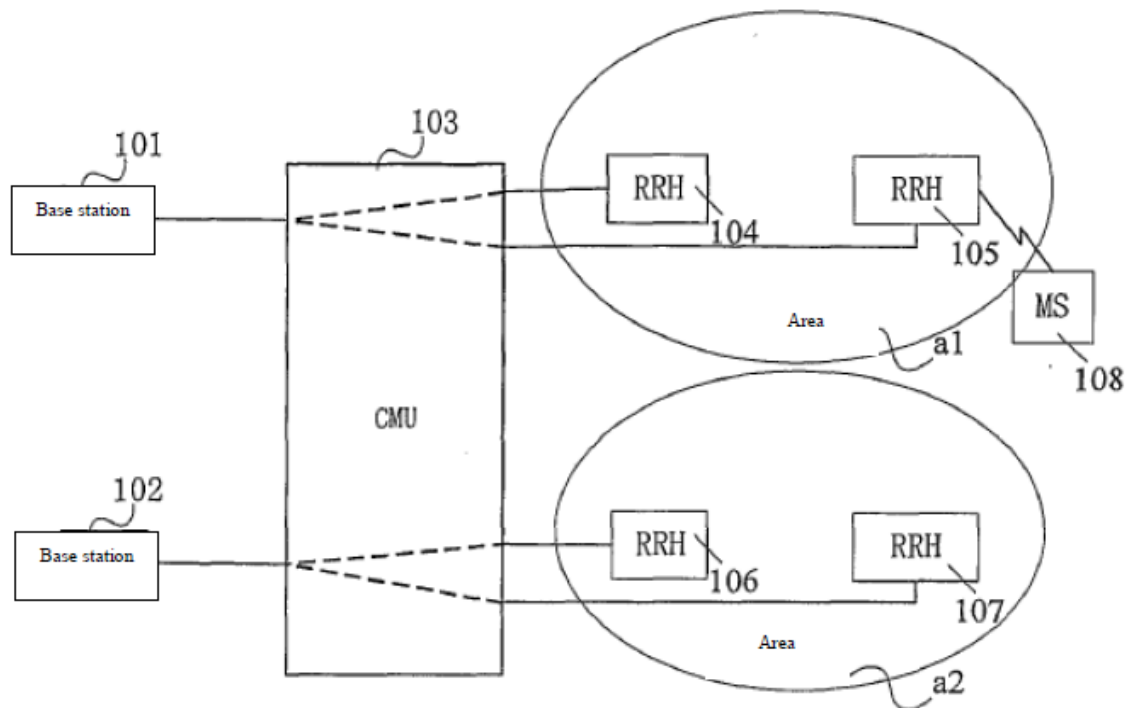 103
101
Base station
RRH
104
RRH
105
MS
108
Area
a1
CMU
102
Base station
RRH
106
RRH
107
Area
a2